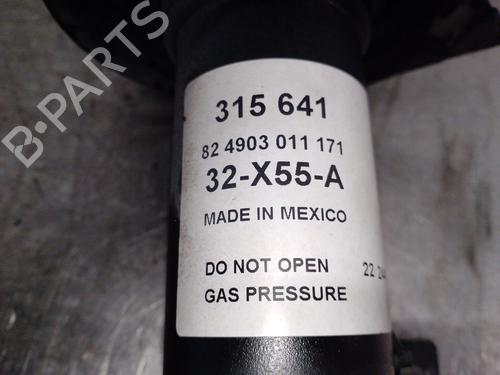 B-PARTS
315 641
82 4903 011 171
32-X55-A
MADE IN MEXICO
DO NOT OPEN
GAS PRESSURE